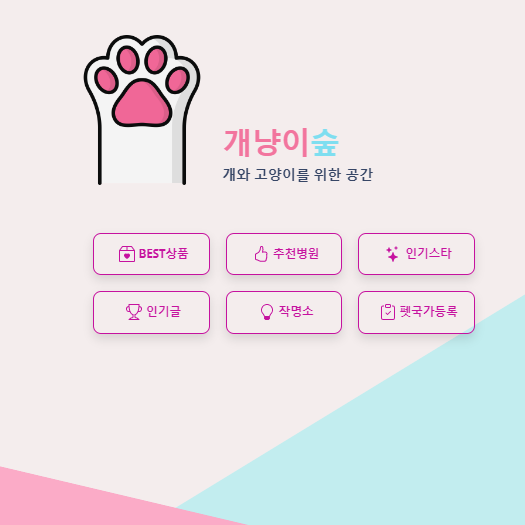 개냥이숲
개와 고양이를 위한 공간
BEST상품
추천병원
인기스타
인기글
작명소
펫국가등록